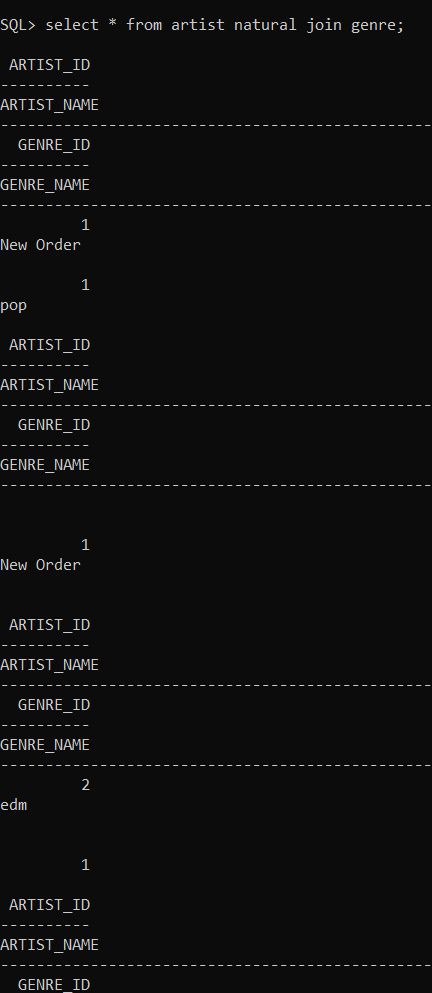 SQL> select * from artist natural join genre;
ARTIST_ID
----------
ARTIST_NAME
------------------------------------------------
GENRE_ID
----------
GENRE_NAME
------------------------------------------------
1
New Order
1
pop
ARTIST_ID
----------
ARTIST_NAME
------------------------------------------------
GENRE_ID
----------
GENRE_NAME
------------------------------------------------
1
New Order
ARTIST_ID
----------
ARTIST_NAME
------------------------------------------------
GENRE_ID
----------
GENRE_NAME
------------------------------------------------
2
edm
1
ARTIST_ID
----------
ARTIST_NAME
------------------------------------------------
GENRE_ID